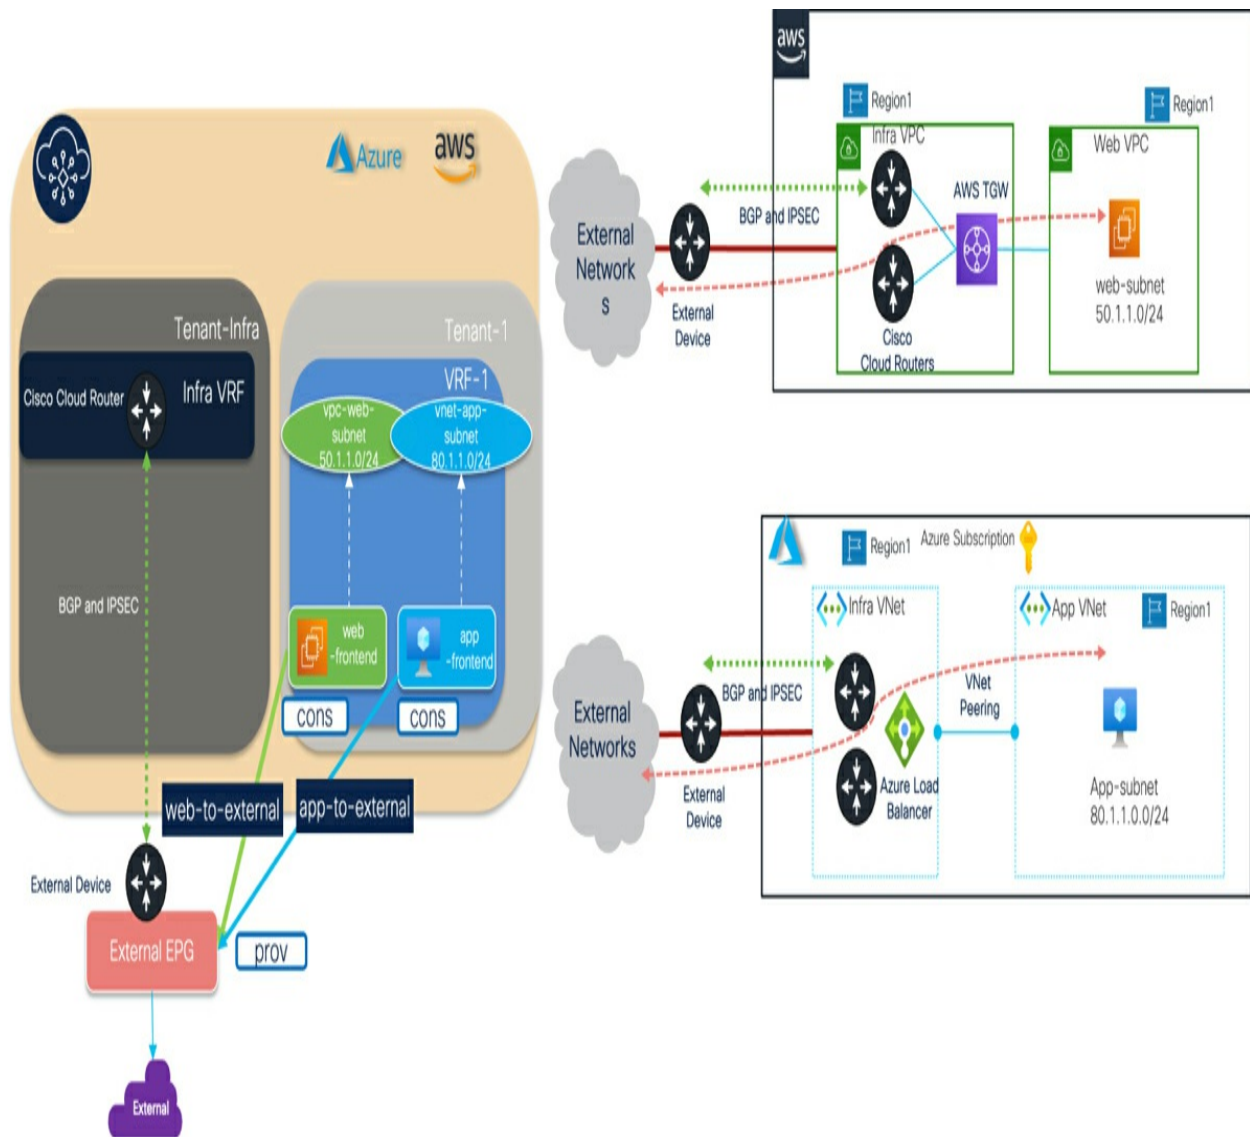 Azure
aws
Tenant-Infra
Cisco Cloud Router
Infra VRF
BGP and IPSEC
Tenant-1
VRF-1
vpc-web-
subnet
50.1.1.0/24
vnet-app-
subnet
80.1.1.0/24
web
-frontend
app
-frontend
cons
cons
web-to-external
app-to-external
External Device
External EPG
prov
External
aws
Region1
Region1
Infra VPC
Web VPC
AWS TGW
BGP and IPSEC
External
Network
s
External
Device
Cisco
Cloud Routers
web-subnet
50.1.1.0/24
Region1
Azure Subscription
Infra VNet
App VNet
Region1
BGP and IPSEC
VNet
Peering
External
Networks
External
Device
Azure Load
Balancer
App-subnet
80.1.1.0.0/24